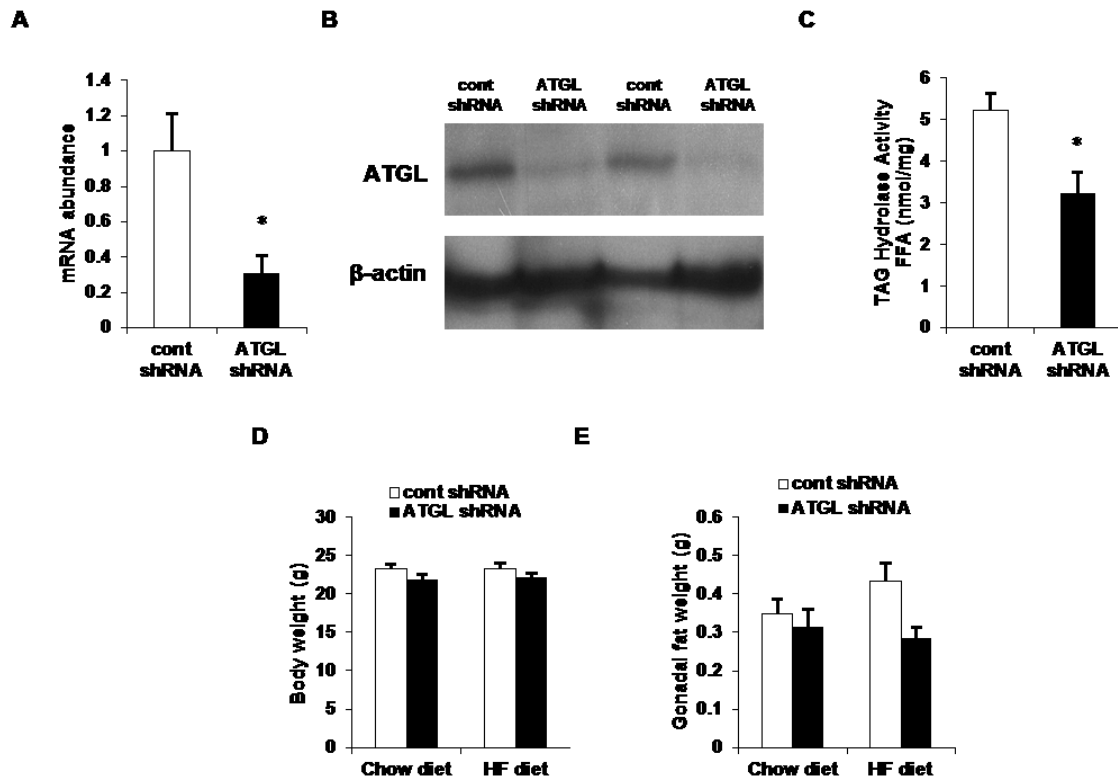 A
mRNA abundance
1.4
1.2
1
0.8
0.6
0.4
0.2
0
*
cont
shRNA
ATGL
shRNA
B
cont
shRNA
ATGL
shRNA
cont
shRNA
ATGL
shRNA
ATGL
β-actin
C
TAG Hydrolase Activity
FFA (nmol/mg)
6
5
4
3
2
1
0
*
cont
shRNA
ATGL
shRNA
D
cont shRNA
ATGL shRNA
Body weight (g)
30
25
20
15
10
5
0
Chow diet
HF diet
E
cont shRNA
ATGL shRNA
Gonadal fat weight (g)
0.6
0.5
0.4
0.3
0.2
0.1
0
Chow diet
HF diet